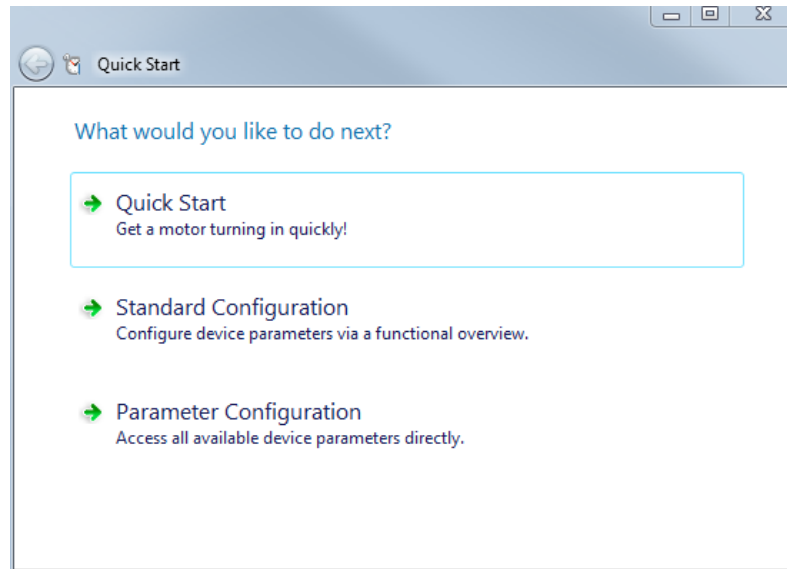 Quick Start
What would you like to do next?
Quick Start
Get a motor turning in quickly!
Standard Configuration
Configure device parameters via a functional overview.
Parameter Configuration
Access all available device parameters directly.